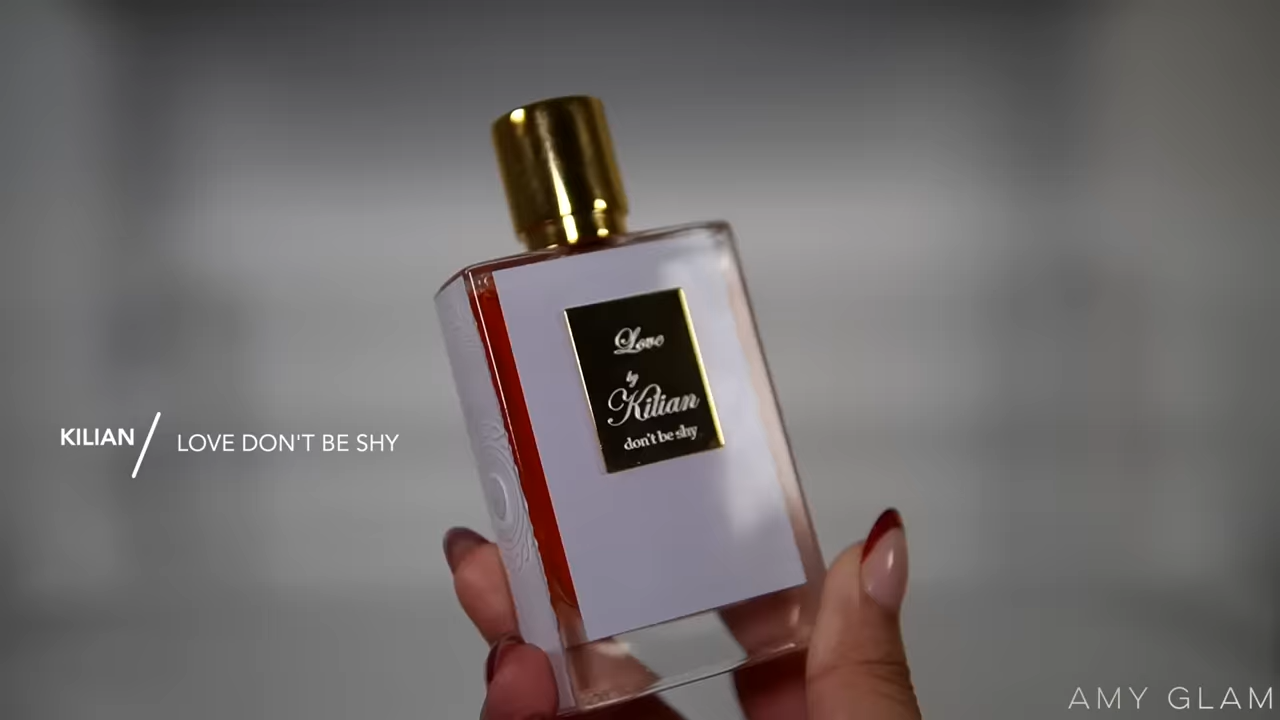 KILIAN / LOVE DON'T BE SHY
Love
by
Kilian
don't be shy
AMY GLAM